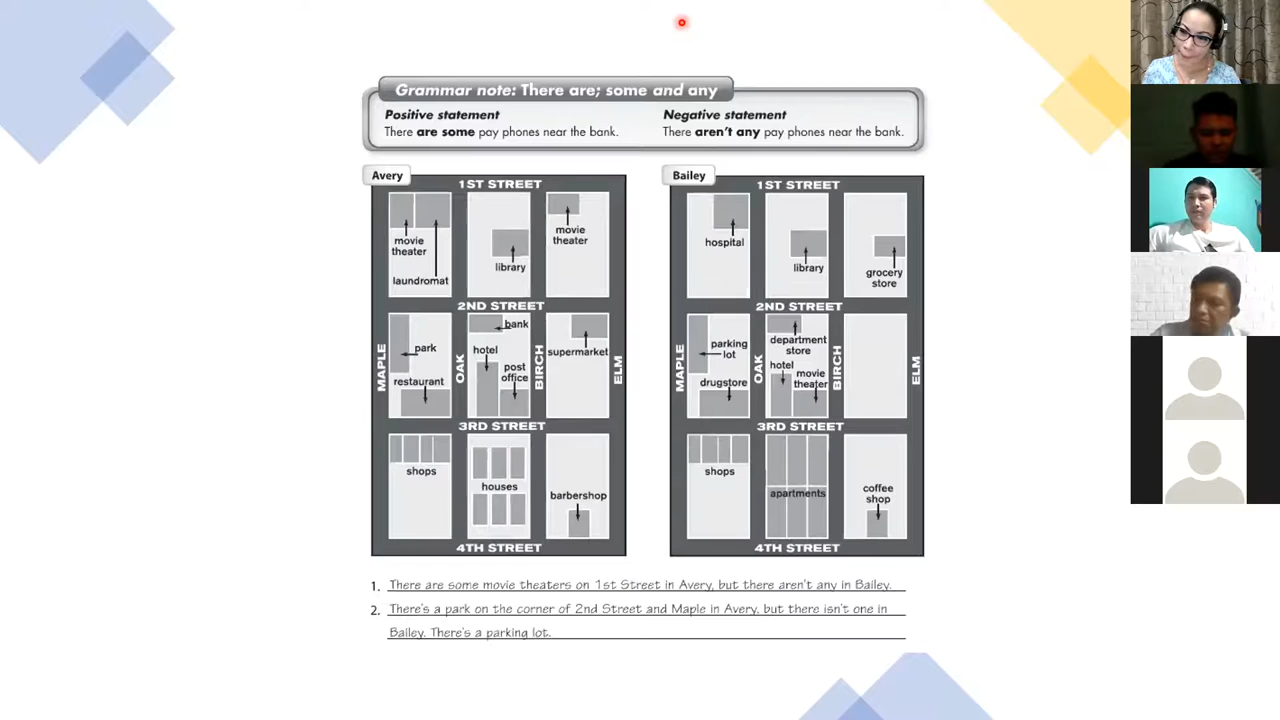 Grammar note: There are; some and any
Positive statement
There are some pay phones near the bank.
Negative statement
There aren't any pay phones near the bank.
Avery
1ST STREET
movie
theater
laundromat
library
movie
theater
2ND STREET
MAPLE
park
restaurant
OAK
bank
hotel
post
office
BIRCH
supermarket
ELM
3RD STREET
shops
houses
barbershop
4TH STREET
Bailey
1ST STREET
hospital
library
grocery
store
2ND STREET
MAPLE
parking
lot
drugstore
OAK
department
store
hotel
movie
theater
BIRCH
ELM
3RD STREET
shops
apartments
coffee
shop
4TH STREET
1. There are some movie theaters on 1st Street in Avery, but there aren't any in Bailey.
2. There's a park on the corner of 2nd Street and Maple in Avery, but there isn't one in
Bailey. There's a parking lot.